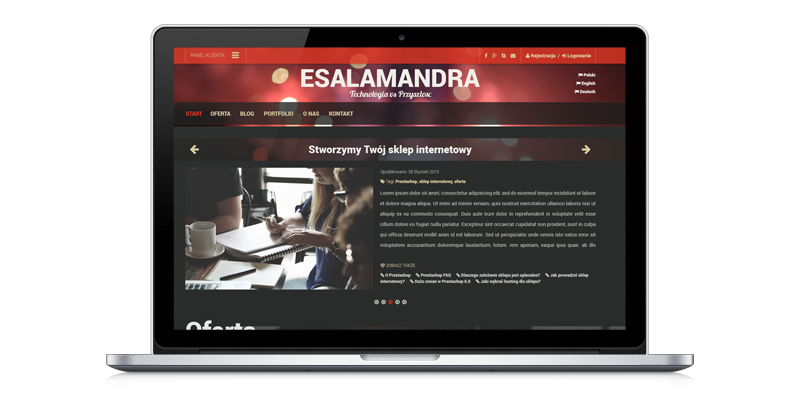 PANEL KLIENTA
Rejestracja / Logowanie
ESALAMANDRA
Technologia vs Przyszłość
Polski
English
Deutsch
START OFERTA BLOG PORTFOLIO O NAS KONTAKT
Stworzymy Twój sklep internetowy
Opublikowano: 29 Styczeń 2015
Tagi: Prestashop, sklep internetowy, oferta
Lorem ipsum dolor sit amet, consectetur adipisicing elit, sed do eiusmod tempor incididunt ut labore
et dolore magna aliqua. Ut enim ad minim veniam, quis nostrud exercitation ullamco laboris nisi ut
aliquip ex ea commodo consequat. Duis aute irure dolor in reprehenderit in voluptate velit esse
cillum dolore eu fugiat nulla pariatur. Excepteur sint occaecat cupidatat non proident, sunt in culpa
qui officia deserunt mollit anim id est laborum. Sed ut perspiciatis unde omnis iste natus error sit
voluptatem accusantium doloremque laudantium, totam, rem aperiam, eaque ipsa quae. ab illo
ZOBACZ TAKŻE
O Prestashop Prestashop FAQ Dlaczego założenie sklepu jest opłacalne? Jak prowadzić sklep
internetowy? Dużo zmian w Prestashop 6.0 Jaki wybrać hosting dla sklepu?
Oferta